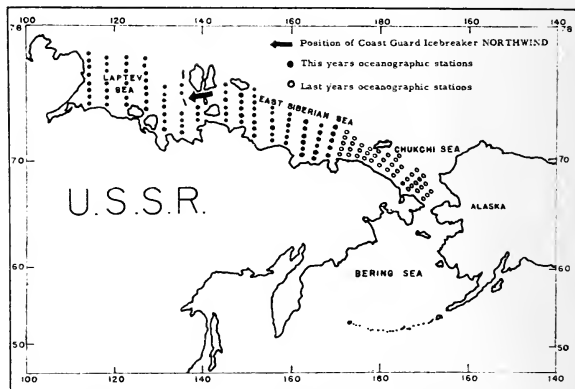 100 120 140 160 180 160 140
78 78
Position of Coast Guard Icebreaker NORTHWIND
This years oceanographic stations
Last years oceanographic stations
LAPTEV SEA
EAST SIBERIAN SEA
CHUKCHI SEA
70 70
U.S.S.R.
ALASKA
60 60
BERING SEA
50 50
100 120 140 160 180 160 140